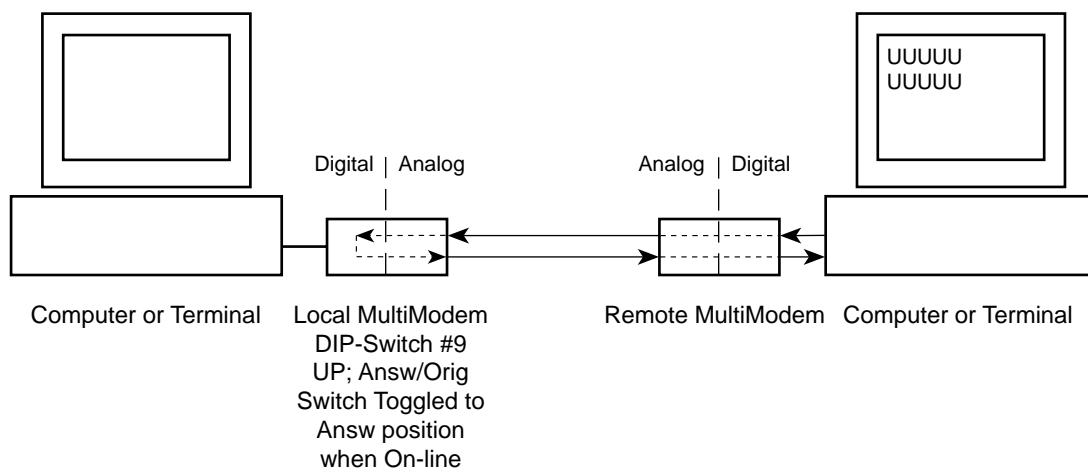 UUUUU
UUUUU
Digital Analog
Analog Digital
Computer or Terminal
Local MultiModem
DIP-Switch #9
UP; Answ/Orig
Switch Toggled to
Answ position
when On-line
Remote MultiModem
Computer or Terminal